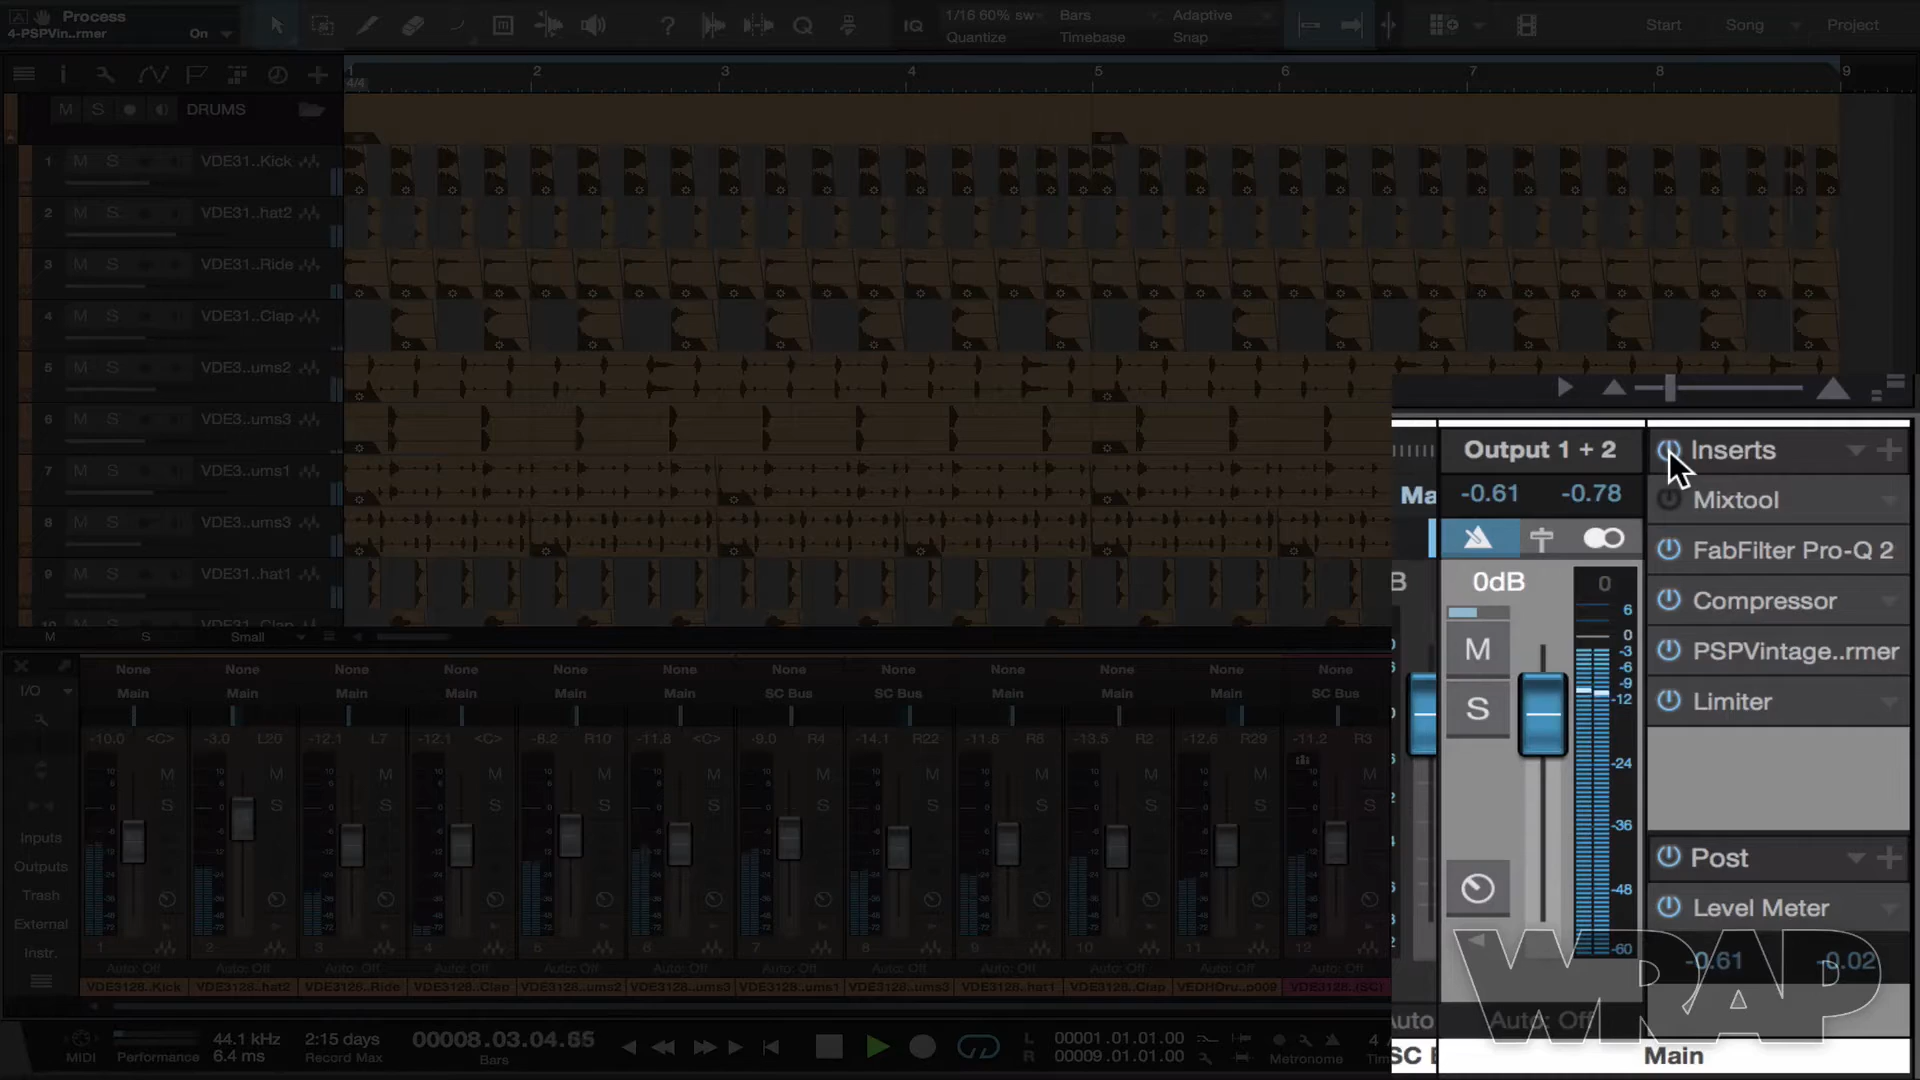 Process
4-PSPVin..rmer On
IQ
1/16 60% sw Bars Adaptive
Quantize Timebase Snap
Start Song Project
1 2 3 4 5 6 7 8 9
4/4
M S DRUMS
1 M S VDE31..Kick
2 M S VDE31..hat2
3 M S VDE31..Ride
4 M S VDE31..Clap
5 M S VDE3..ums2
6 M S VDE3..ums3
7 M S VDE3..ums1
8 M S VDE3..ums3
9 M S VDE31..hat1
M S Small
Output 1 + 2
-0.61 -0.78
0dB
M
S
0
6
0
-3
-6
-9
-12
-24
-36
-48
-60
Inserts
Mixtool
FabFilter Pro-Q 2
Compressor
PSPVintage..rmer
Limiter
Post
Level Meter
-0.61 -0.02
Auto: Off
Main
WRAP
I/O
Inputs
Outputs
Trash
External
Instr.
None None None None None None None None None None None None
Main Main Main Main Main Main SC Bus SC Bus Main Main Main SC Bus
-10.0 <C> -3.0 L20 -12.1 L7 -12.1 <C> -8.2 R10 -11.8 <C> -9.0 R4 -14.1 R22 -11.8 R6 -13.5 R2 -12.6 R29 -11.2 R3
1 2 3 4 5 6 7 8 9 10 11 12
Auto: Off Auto: Off Auto: Off Auto: Off Auto: Off Auto: Off Auto: Off Auto: Off Auto: Off Auto: Off Auto: Off Auto: Off
VDE3128..Kick VDE3128..hat2 VDE3128..Ride VDE3128..Clap VDE3128..ums2 VDE3128..ums3 VDE3128..ums1 VDE3128..ums3 VDE3128..hat1 VDE3128..Clap VDE3128..(SC)
MIDI Performance
44.1 kHz
6.4 ms
2:15 days
Record Max
00008.03.04.65
Bars
L 00001.01.01.00
R 00009.01.01.00
Metronome